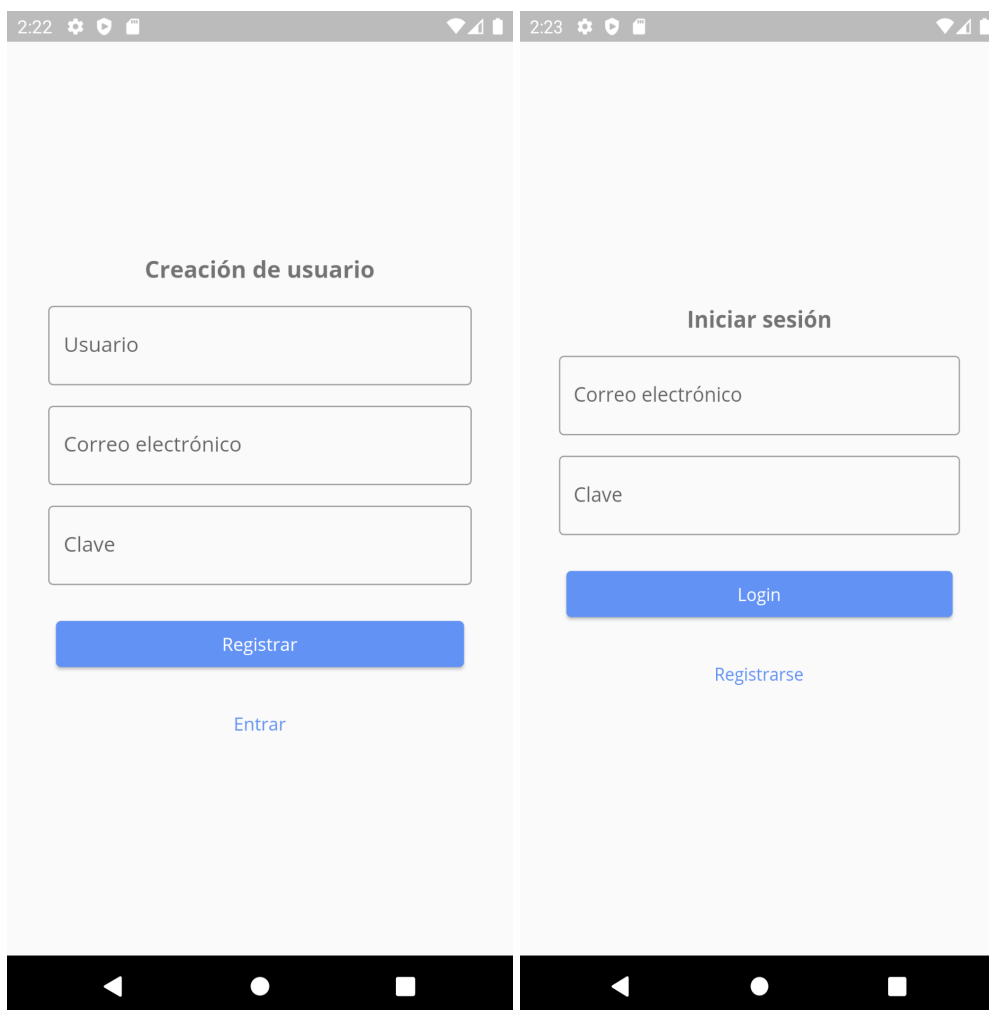 2:22
Creación de usuario
Usuario
Correo electrónico
Clave
Registrar
Entrar
2:23
Iniciar sesión
Correo electrónico
Clave
Login
Registrarse